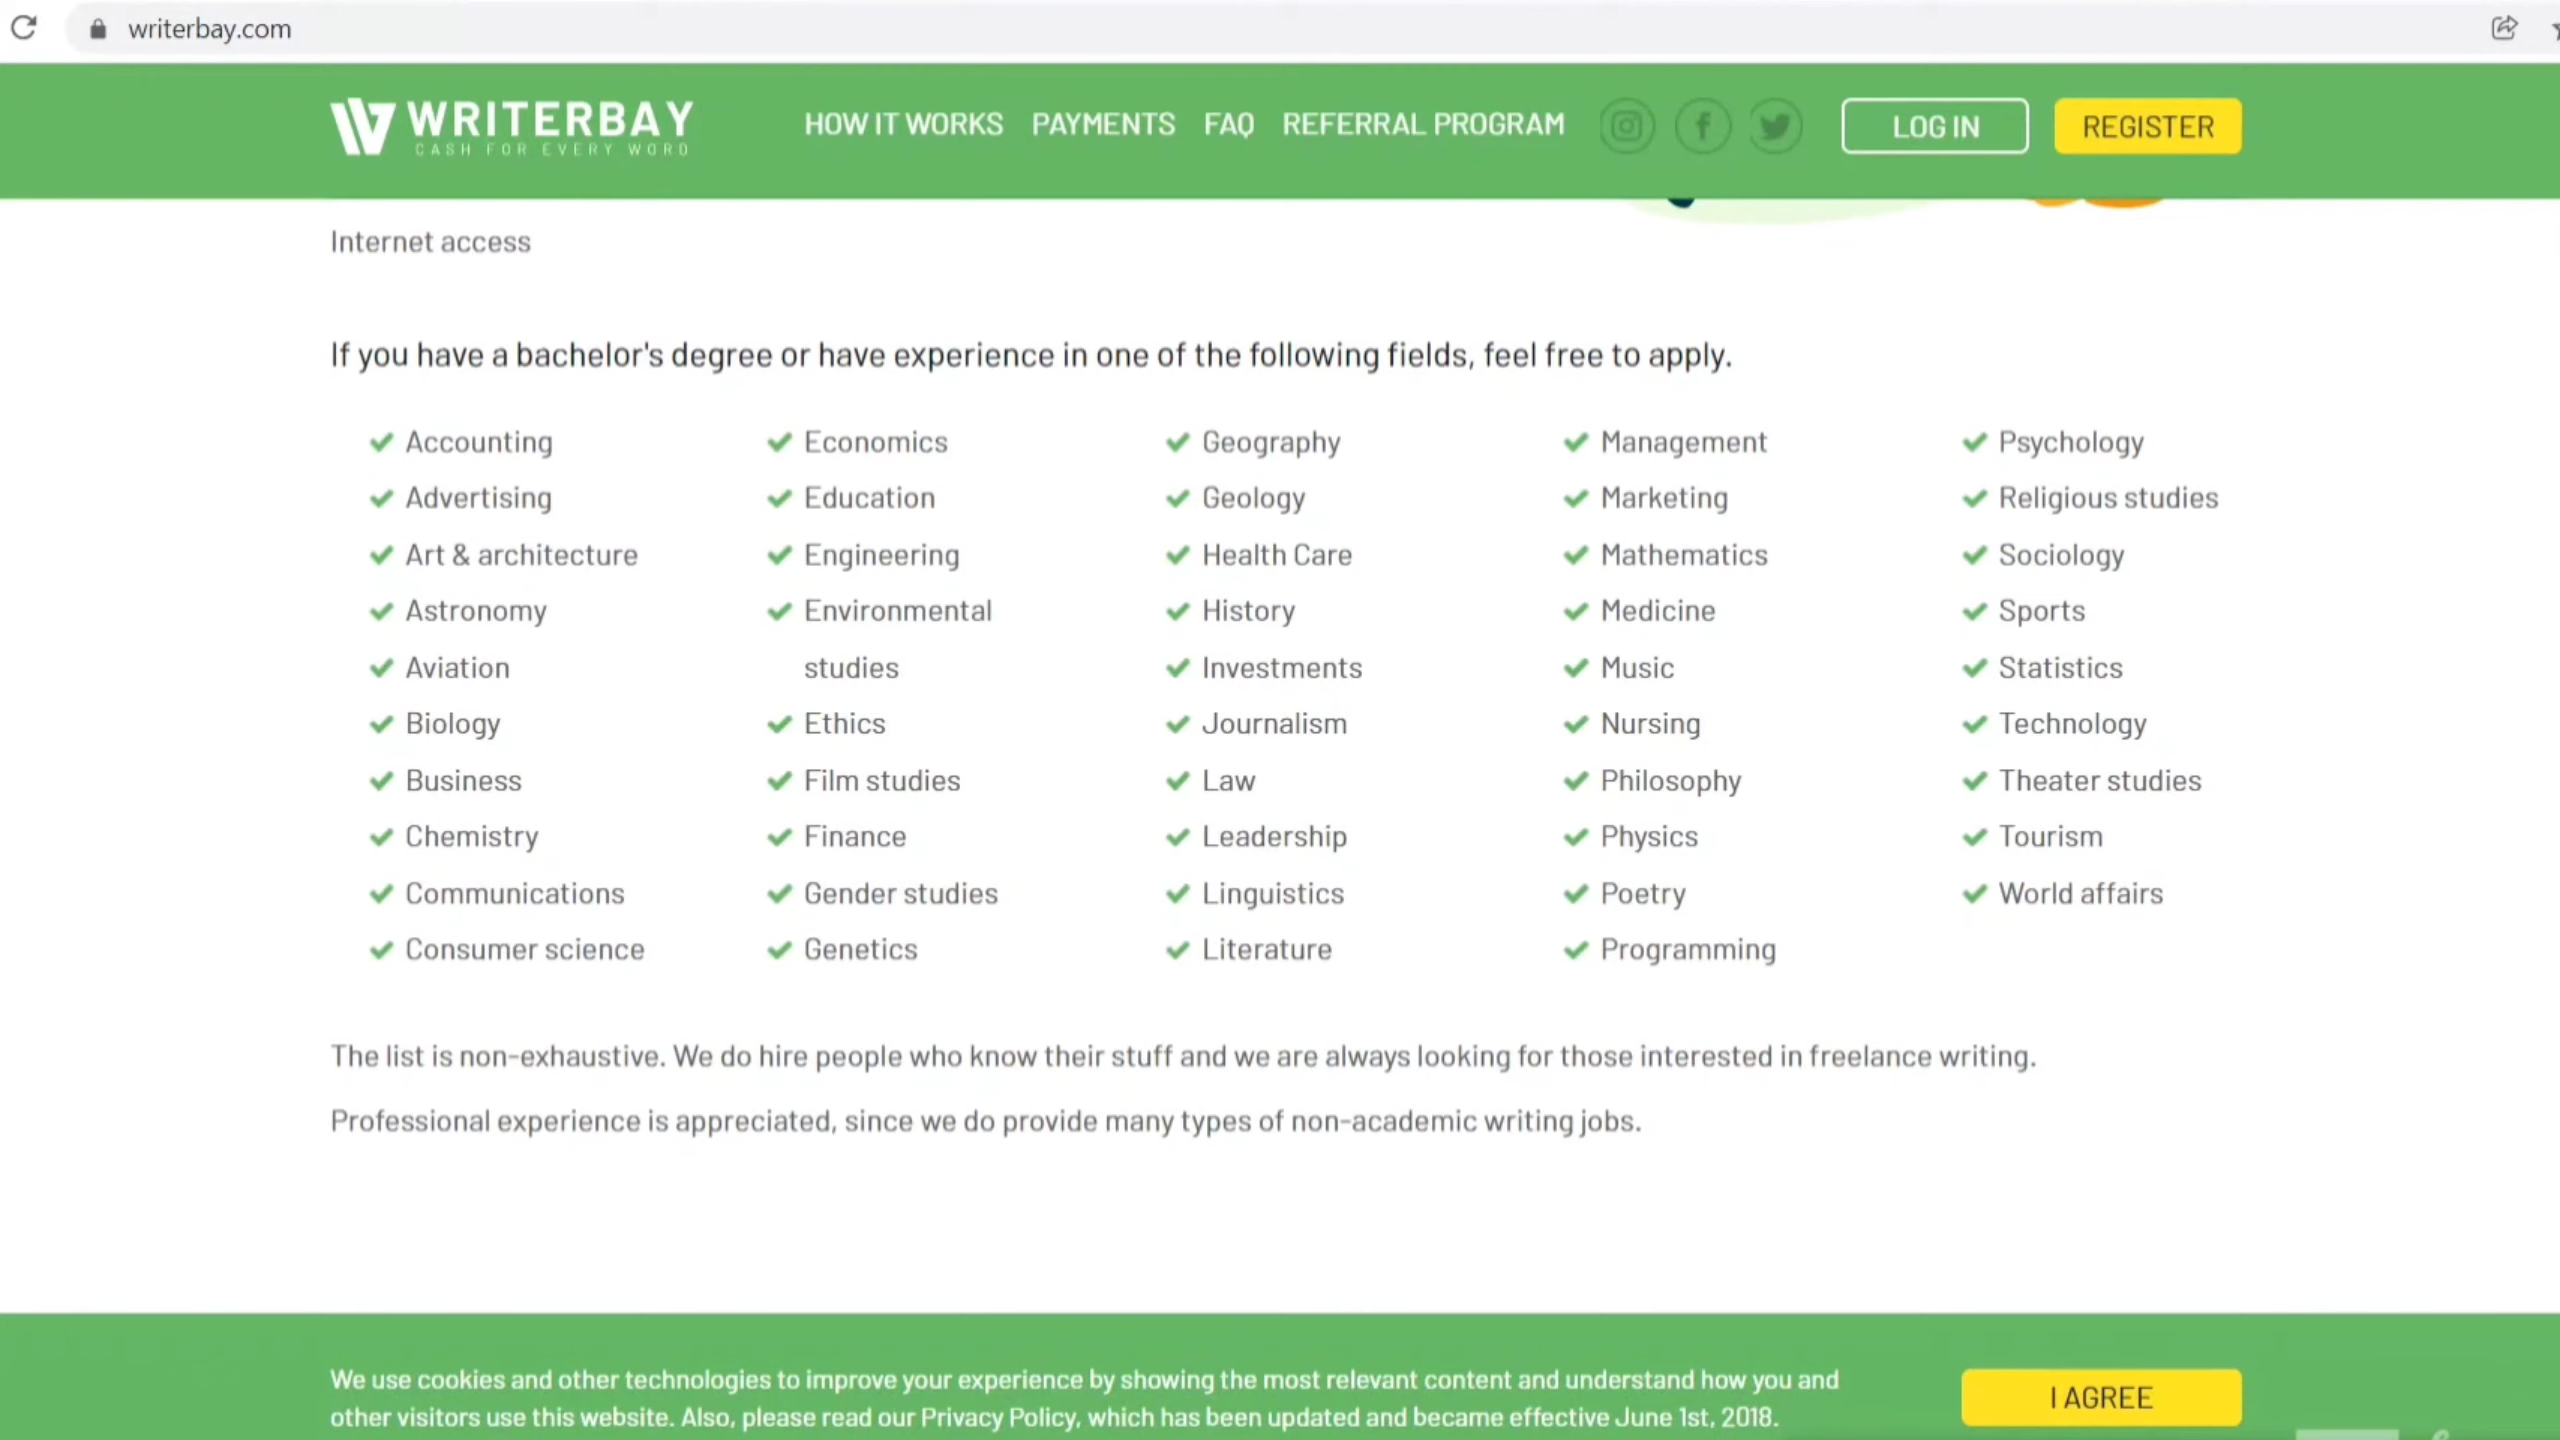 writerbay.com
WRITERBAY
CASH FOR EVERY WORD
HOW IT WORKS PAYMENTS FAQ REFERRAL PROGRAM
LOG IN
REGISTER
Internet access
If you have a bachelor's degree or have experience in one of the following fields, feel free to apply.
Accounting
Advertising
Art & architecture
Astronomy
Aviation
Biology
Business
Chemistry
Communications
Consumer science
Economics
Education
Engineering
Environmental
studies
Ethics
Film studies
Finance
Gender studies
Genetics
Geography
Geology
Health Care
History
Investments
Journalism
Law
Leadership
Linguistics
Literature
Management
Marketing
Mathematics
Medicine
Music
Nursing
Philosophy
Physics
Poetry
Programming
Psychology
Religious studies
Sociology
Sports
Statistics
Technology
Theater studies
Tourism
World affairs
The list is non-exhaustive. We do hire people who know their stuff and we are always looking for those interested in freelance writing.
Professional experience is appreciated, since we do provide many types of non-academic writing jobs.
We use cookies and other technologies to improve your experience by showing the most relevant content and understand how you and
other visitors use this website. Also, please read our Privacy Policy, which has been updated and became effective June 1st, 2018.
I AGREE